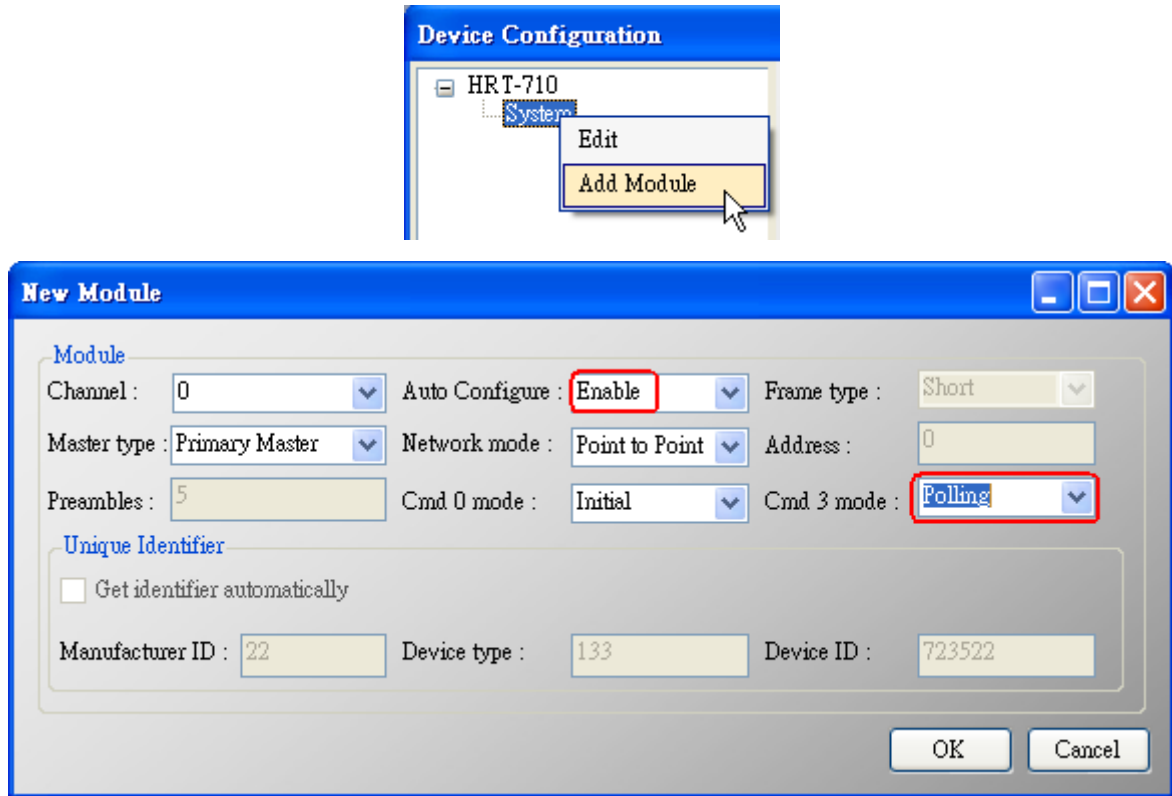 Device Configuration
HRT-710
System
Edit
Add Module
New Module
Module
Channel : 0 Auto Configure : Enable Frame type : Short
Master type : Primary Master Network mode : Point to Point Address : 0
Preambles : 5 Cmd 0 mode : Initial Cmd 3 mode : Polling
Unique Identifier
Get identifier automatically
Manufacturer ID : 22 Device type : 133 Device ID : 723522
OK Cancel